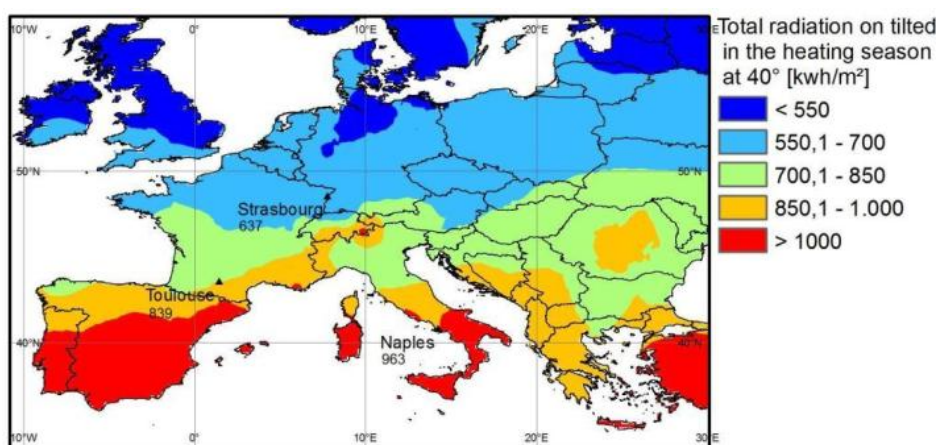 10°W 0° 10°E 20°E 30°E
Total radiation on tilted
in the heating season
at 40° [kwh/m²]
< 550
550,1 - 700
700,1 - 850
850,1 - 1.000
> 1000
50°N 50°N
Strasbourg
637
Toulouse
839
Naples
963
40°N 40°N
10°W 0° 10°E 20°E 30°E